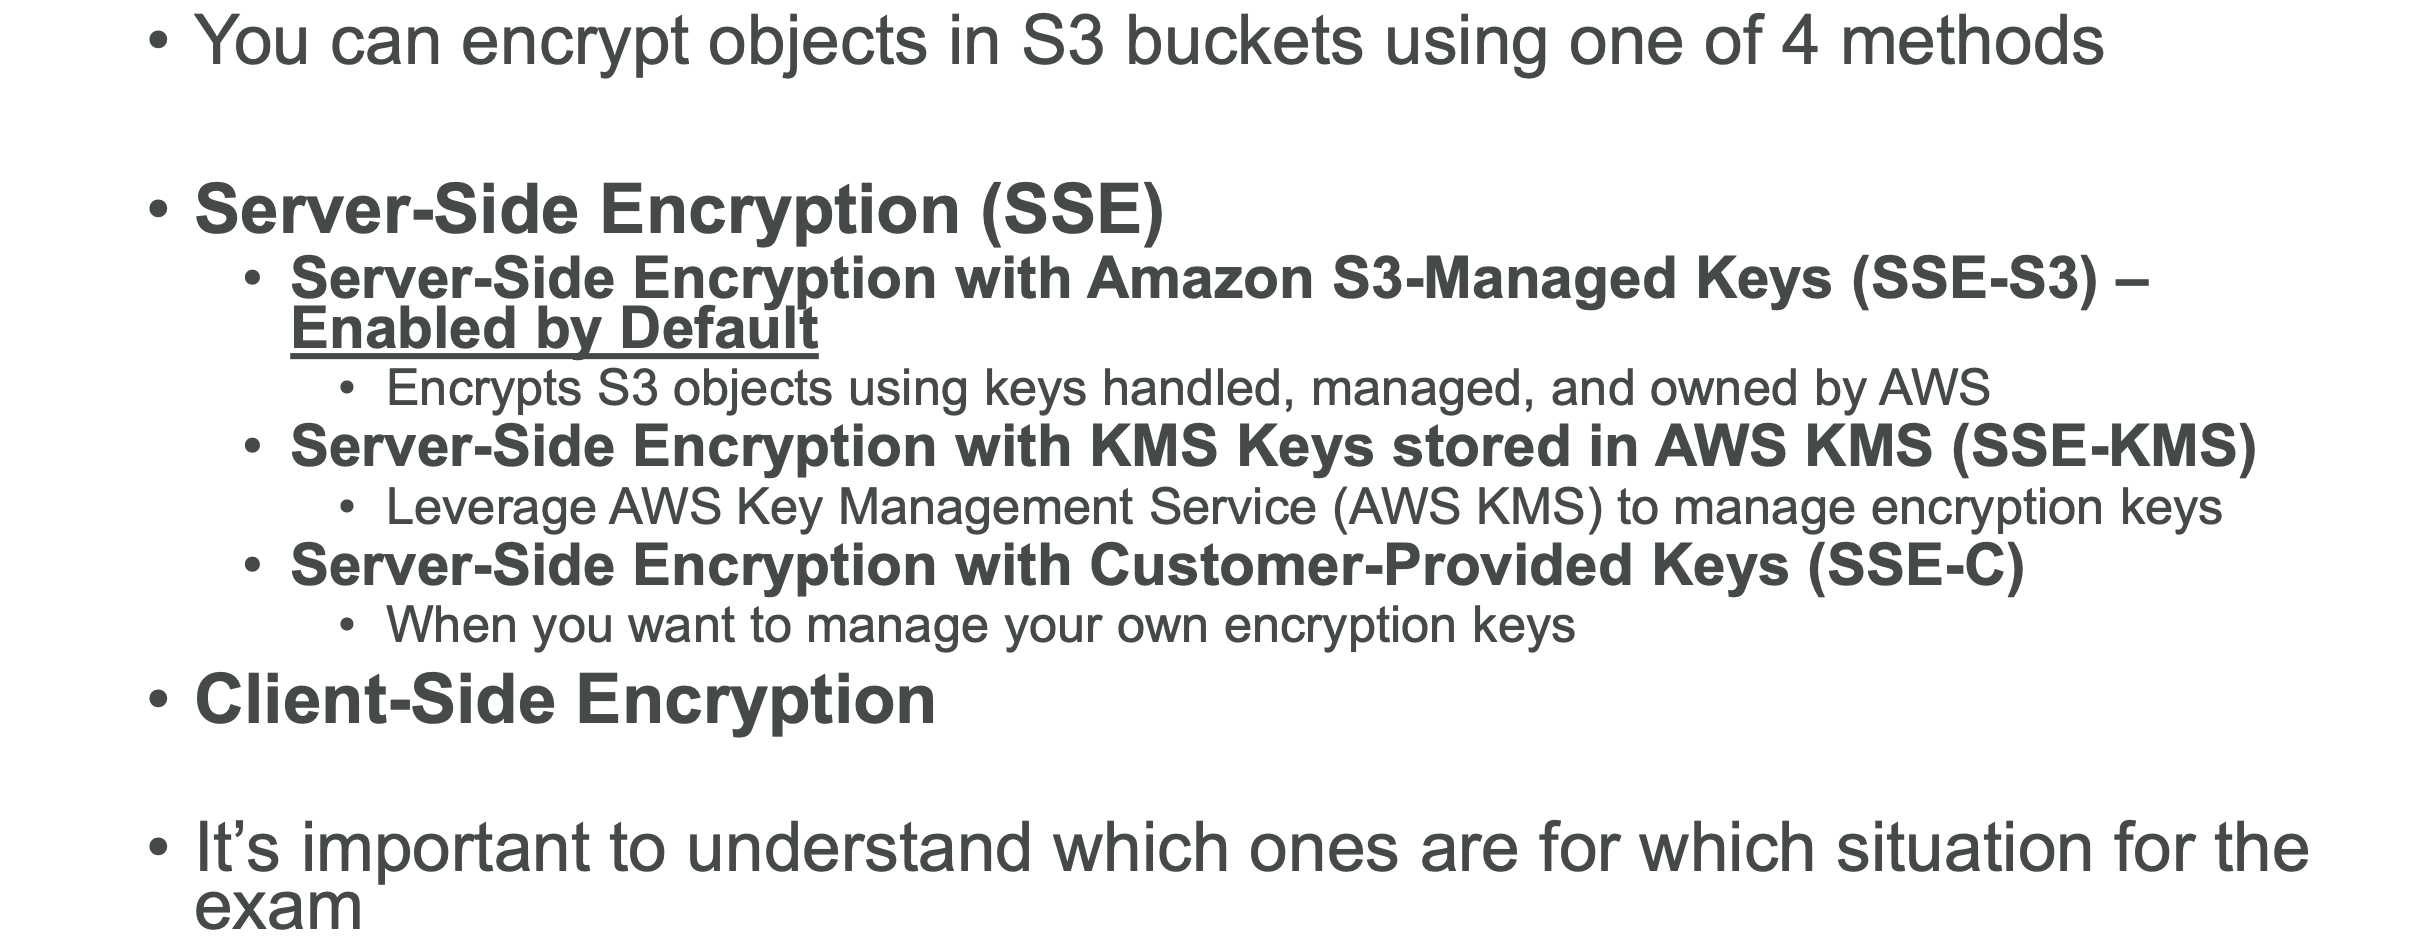 • You can encrypt objects in S3 buckets using one of 4 methods
• Server-Side Encryption (SSE)
• Server-Side Encryption with Amazon S3-Managed Keys (SSE-S3) –
Enabled by Default
• Encrypts S3 objects using keys handled, managed, and owned by AWS
• Server-Side Encryption with KMS Keys stored in AWS KMS (SSE-KMS)
• Leverage AWS Key Management Service (AWS KMS) to manage encryption keys
• Server-Side Encryption with Customer-Provided Keys (SSE-C)
• When you want to manage your own encryption keys
• Client-Side Encryption
• It’s important to understand which ones are for which situation for the
exam